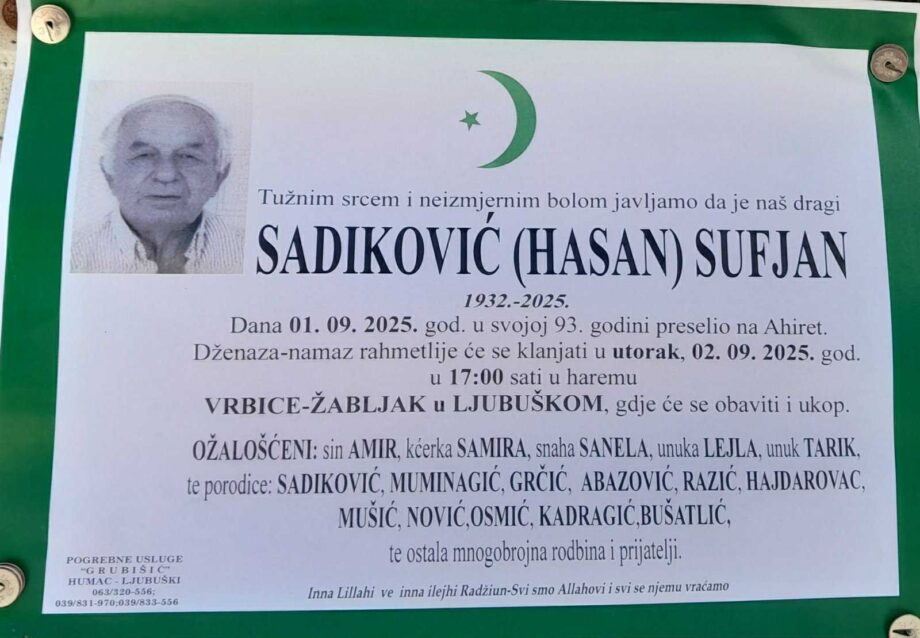 Tužnim srcem i neizmjernim bolom javljamo da je naš dragi
SADIKOVIĆ (HASAN) SUFJAN
1932.-2025.
Dana 01. 09. 2025. god. u svojoj 93. godini preselio na Ahiret.
Dženaza-namaz rahmetlije će se klanjati u utorak, 02. 09. 2025. god.
u 17:00 sati u haremu
VRBICE-ŽABLJAK u LJUBUŠKOM, gdje će se obaviti i ukop.
OŽALOŠĆENI: sin AMIR, kćerka SAMIRA, snaha SANELA, unuka LEJLA, unuk TARIK,
te porodice: SADIKOVIĆ, MUMINAGIĆ, GRČIĆ, ABAZOVIĆ, RAZIĆ, HAJDAROVAC,
MUŠIĆ, NOVIĆ,OSMIĆ, KADRAGIĆ,BUŠATLIĆ,
te ostala mnogobrojna rodbina i prijatelji.
POGREBNE USLUGE
"GRUBIŠIĆ"
HUMAC - LJUBUŠKI
063/320-556;
039/831-970;039/833-556
Inna Lillahi ve inna ilejhi Radžiun-Svi smo Allahovi i svi se njemu vraćamo